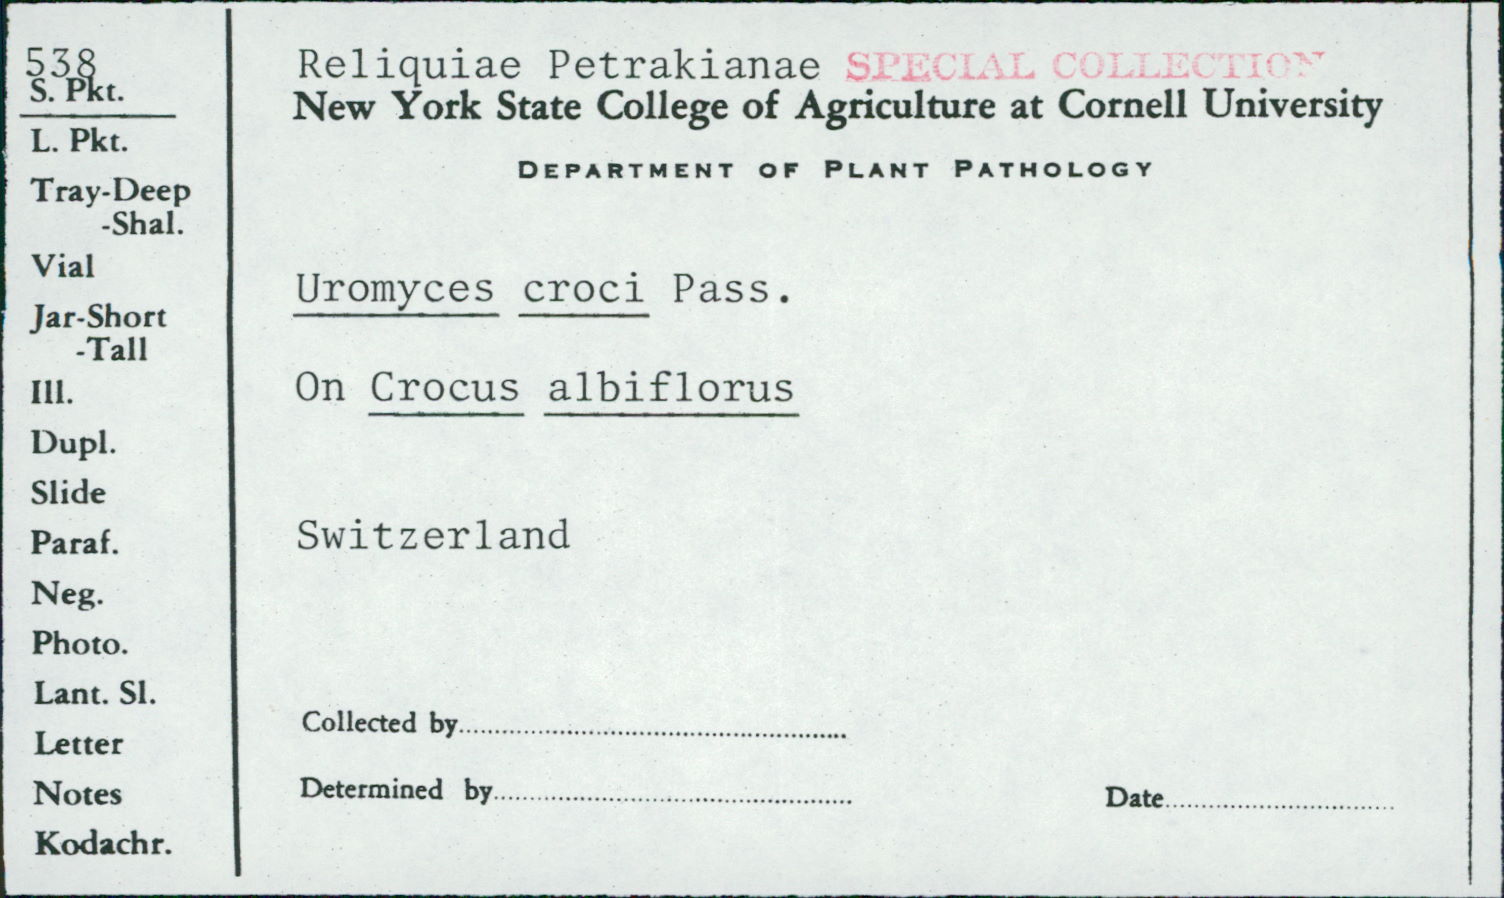 538
S. Pkt.
L. Pkt.
Tray-Deep
-Shal.
Vial
Jar-Short
-Tall
Ill.
Dupl.
Slide
Paraf.
Neg.
Photo.
Lant. Sl.
Letter
Notes
Kodachr.
Reliquiae Petrakianae SPECIAL COLLECTION
New York State College of Agriculture at Cornell University
DEPARTMENT OF PLANT PATHOLOGY
Uromyces croci Pass.
On Crocus albiflorus
Switzerland
Collected by
Determined by
Date